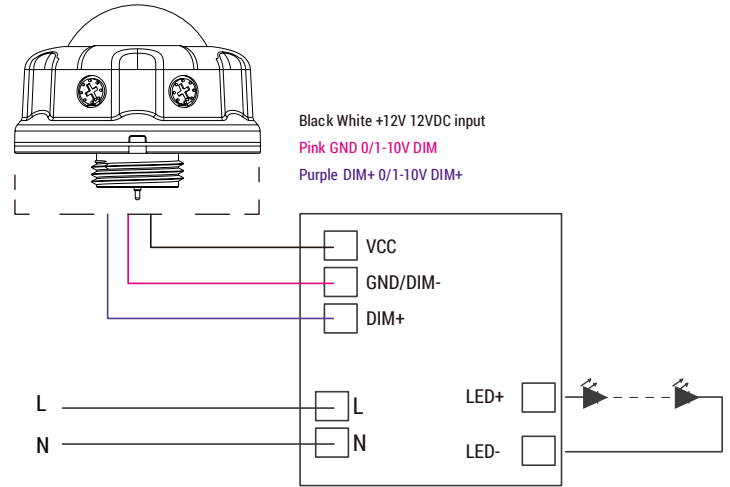 Black White +12V 12VDC input
Pink GND 0/1-10V DIM
Purple DIM+ 0/1-10V DIM+
VCC
GND/DIM-
DIM+
L
L
N
N
LED+
LED-